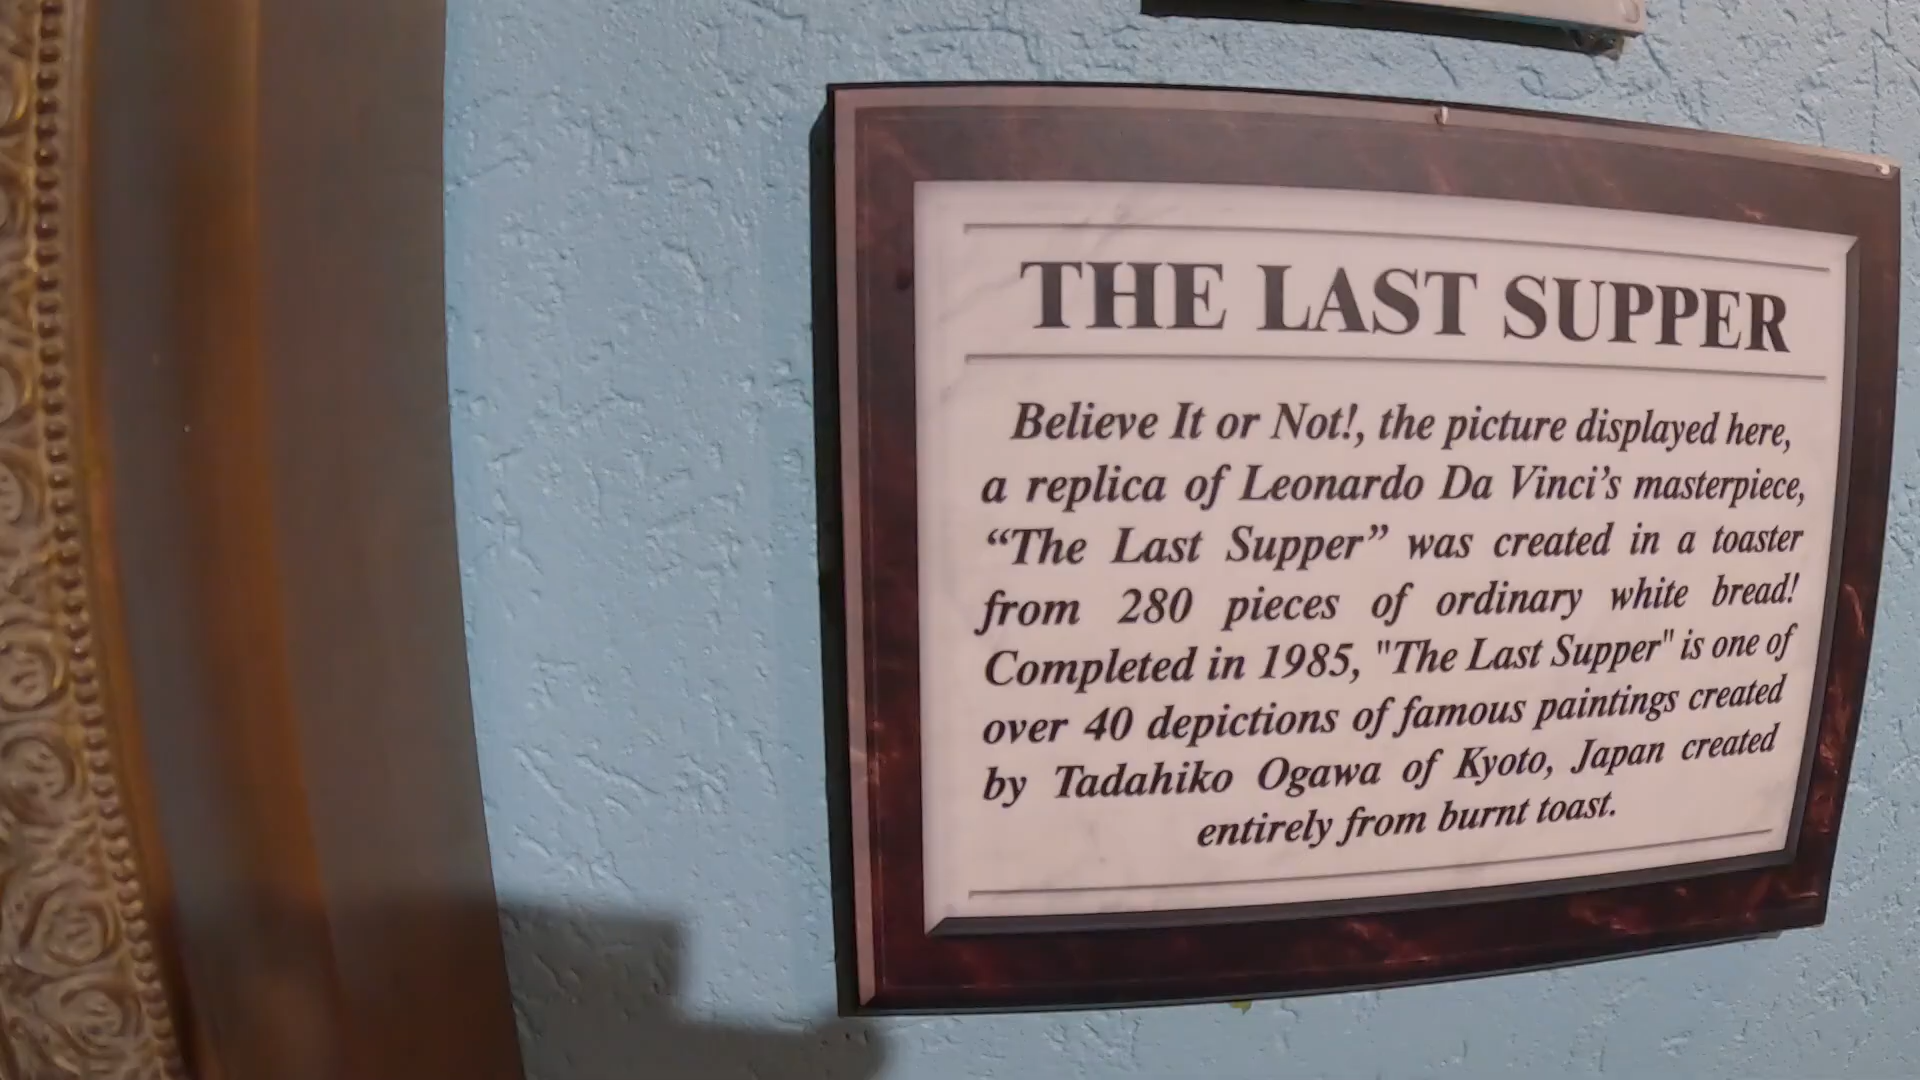 THE LAST SUPPER
Believe It or Not!, the picture displayed here,
a replica of Leonardo Da Vinci’s masterpiece,
“The Last Supper” was created in a toaster
from 280 pieces of ordinary white bread!
Completed in 1985, "The Last Supper" is one of
over 40 depictions of famous paintings created
by Tadahiko Ogawa of Kyoto, Japan created
entirely from burnt toast.